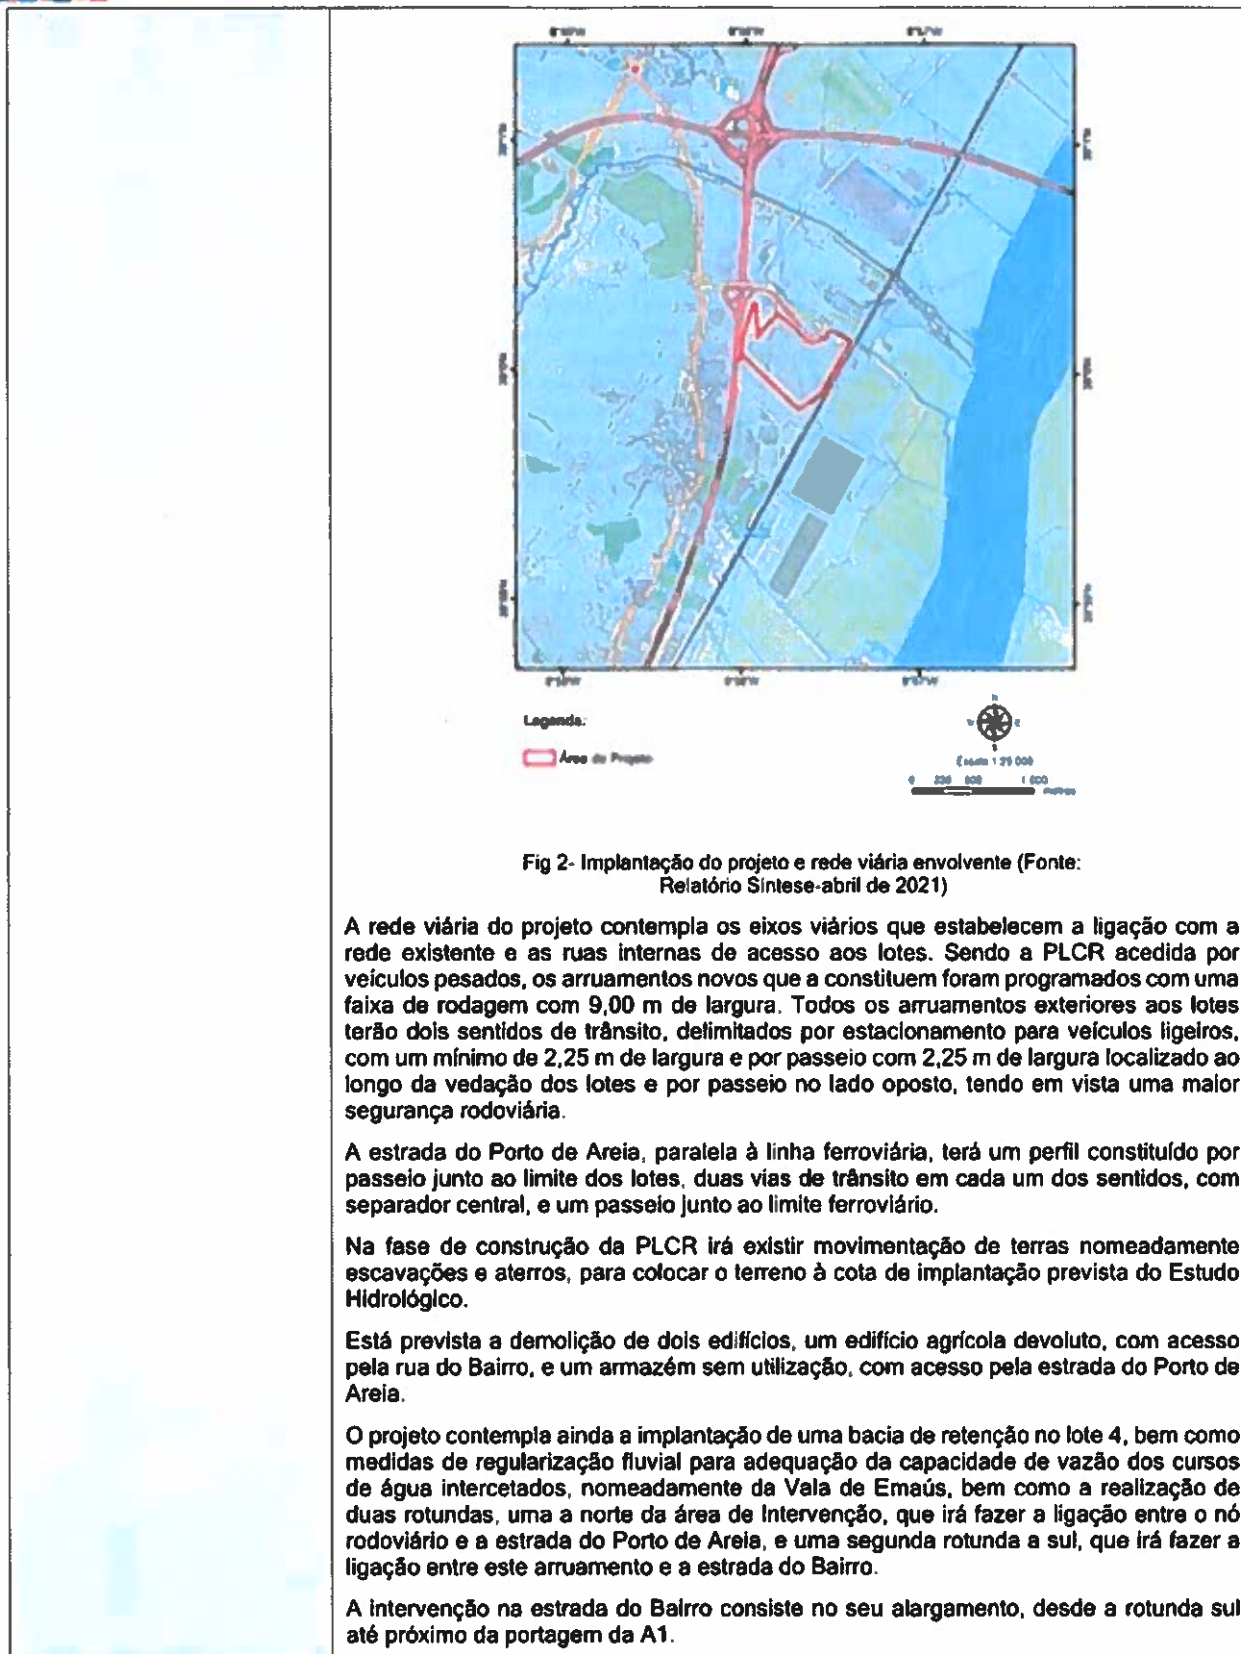 Legenda:
Área do Projeto
Escala 1:25 000
metros
Fig 2- Implantação do projeto e rede viária envolvente (Fonte:
Relatório Síntese-abril de 2021)
A rede viária do projeto contempla os eixos viários que estabelecem a ligação com a
rede existente e as ruas internas de acesso aos lotes. Sendo a PLCR acedida por
veículos pesados, os arruamentos novos que a constituem foram programados com uma
faixa de rodagem com 9,00 m de largura. Todos os arruamentos exteriores aos lotes
terão dois sentidos de trânsito, delimitados por estacionamento para veículos ligeiros,
com um mínimo de 2,25 m de largura e por passeio com 2,25 m de largura localizado ao
longo da vedação dos lotes e por passeio no lado oposto, tendo em vista uma maior
segurança rodoviária.
A estrada do Porto de Areia, paralela à linha ferroviária, terá um perfil constituído por
passeio junto ao limite dos lotes, duas vias de trânsito em cada um dos sentidos, com
separador central, e um passeio junto ao limite ferroviário.
Na fase de construção da PLCR irá existir movimentação de terras nomeadamente
escavações e aterros, para colocar o terreno à cota de implantação prevista do Estudo
Hidrológico.
Está prevista a demolição de dois edifícios, um edifício agrícola devoluto, com acesso
pela rua do Bairro, e um armazém sem utilização, com acesso pela estrada do Porto de
Areia.
O projeto contempla ainda a implantação de uma bacia de retenção no lote 4, bem como
medidas de regularização fluvial para adequação da capacidade de vazão dos cursos
de água intercetados, nomeadamente da Vala de Emaús, bem como a realização de
duas rotundas, uma a norte da área de Intervenção, que irá fazer a ligação entre o nó
rodoviário e a estrada do Porto de Areia, e uma segunda rotunda a sul, que irá fazer a
ligação entre este arruamento e a estrada do Bairro.
A intervenção na estrada do Bairro consiste no seu alargamento, desde a rotunda sul
até próximo da portagem da A1.